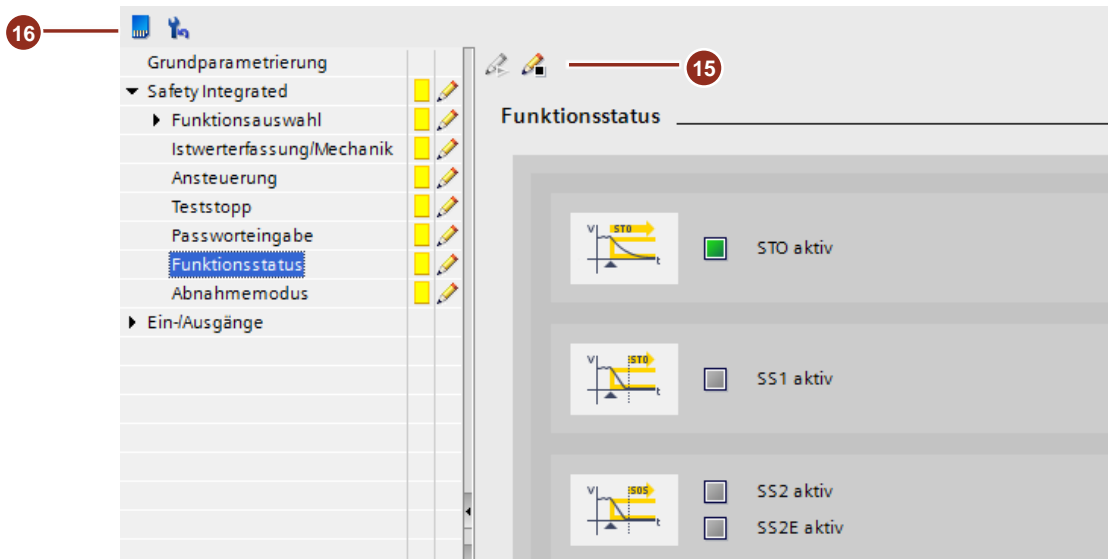 16
Grundparametrierung
15
Safety Integrated
Funktionsauswahl
Funktionsstatus
Istwerterfassung/Mechanik
Ansteuerung
Teststopp
Passworteingabe
Funktionsstatus
Abnahmemodus
Ein-/Ausgänge
V STO t
STO aktiv
V STO t
SS1 aktiv
V SOS t
SS2 aktiv
SS2E aktiv